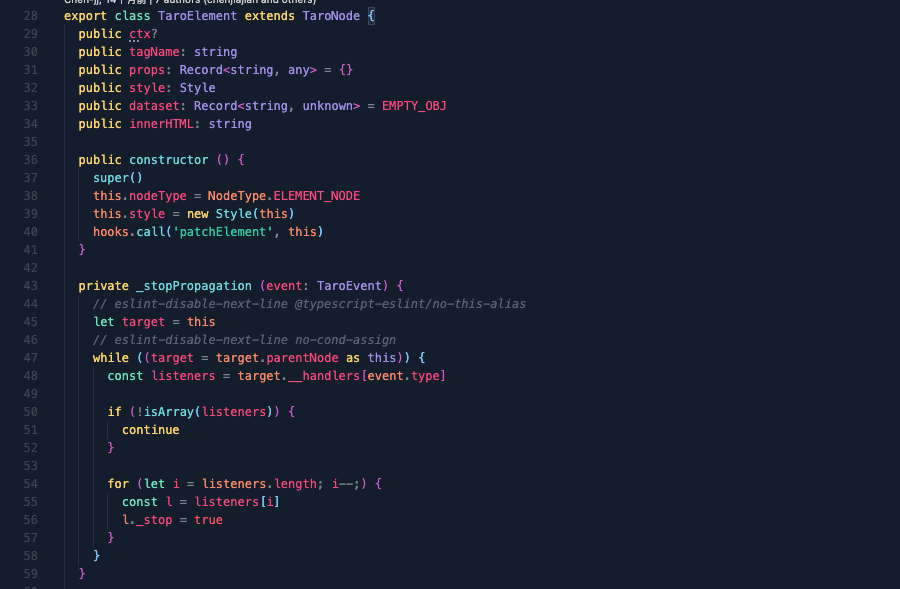 Chen-jj, 14 个月前 | 7 authors (chenjiajian and others)
28 export class TaroElement extends TaroNode {
29 public ctx?
30 public tagName: string
31 public props: Record<string, any> = {}
32 public style: Style
33 public dataset: Record<string, unknown> = EMPTY_OBJ
34 public innerHTML: string
35
36 public constructor () {
37 super()
38 this.nodeType = NodeType.ELEMENT_NODE
39 this.style = new Style(this)
40 hooks.call('patchElement', this)
41 }
42
43 private _stopPropagation (event: TaroEvent) {
44 // eslint-disable-next-line @typescript-eslint/no-this-alias
45 let target = this
46 // eslint-disable-next-line no-cond-assign
47 while ((target = target.parentNode as this)) {
48 const listeners = target.__handlers[event.type]
49
50 if (!isArray(listeners)) {
51 continue
52 }
53
54 for (let i = listeners.length; i--;) {
55 const l = listeners[i]
56 l._stop = true
57 }
58 }
59 }